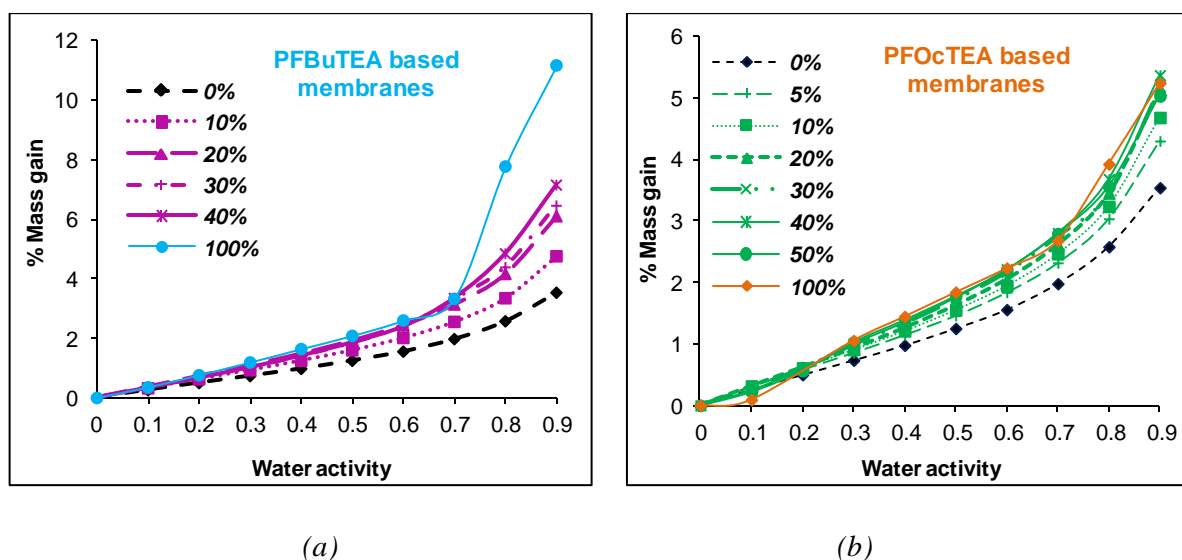 PFBuTEA based
membranes
0%
10%
20%
30%
40%
100%
% Mass gain
12
10
8
6
4
2
0
0 0.1 0.2 0.3 0.4 0.5 0.6 0.7 0.8 0.9
Water activity
(a)
PFOcTEA based
membranes
0%
5%
10%
20%
30%
40%
50%
100%
% Mass gain
6
5
4
3
2
1
0
0 0.1 0.2 0.3 0.4 0.5 0.6 0.7 0.8 0.9
Water activity
(b)